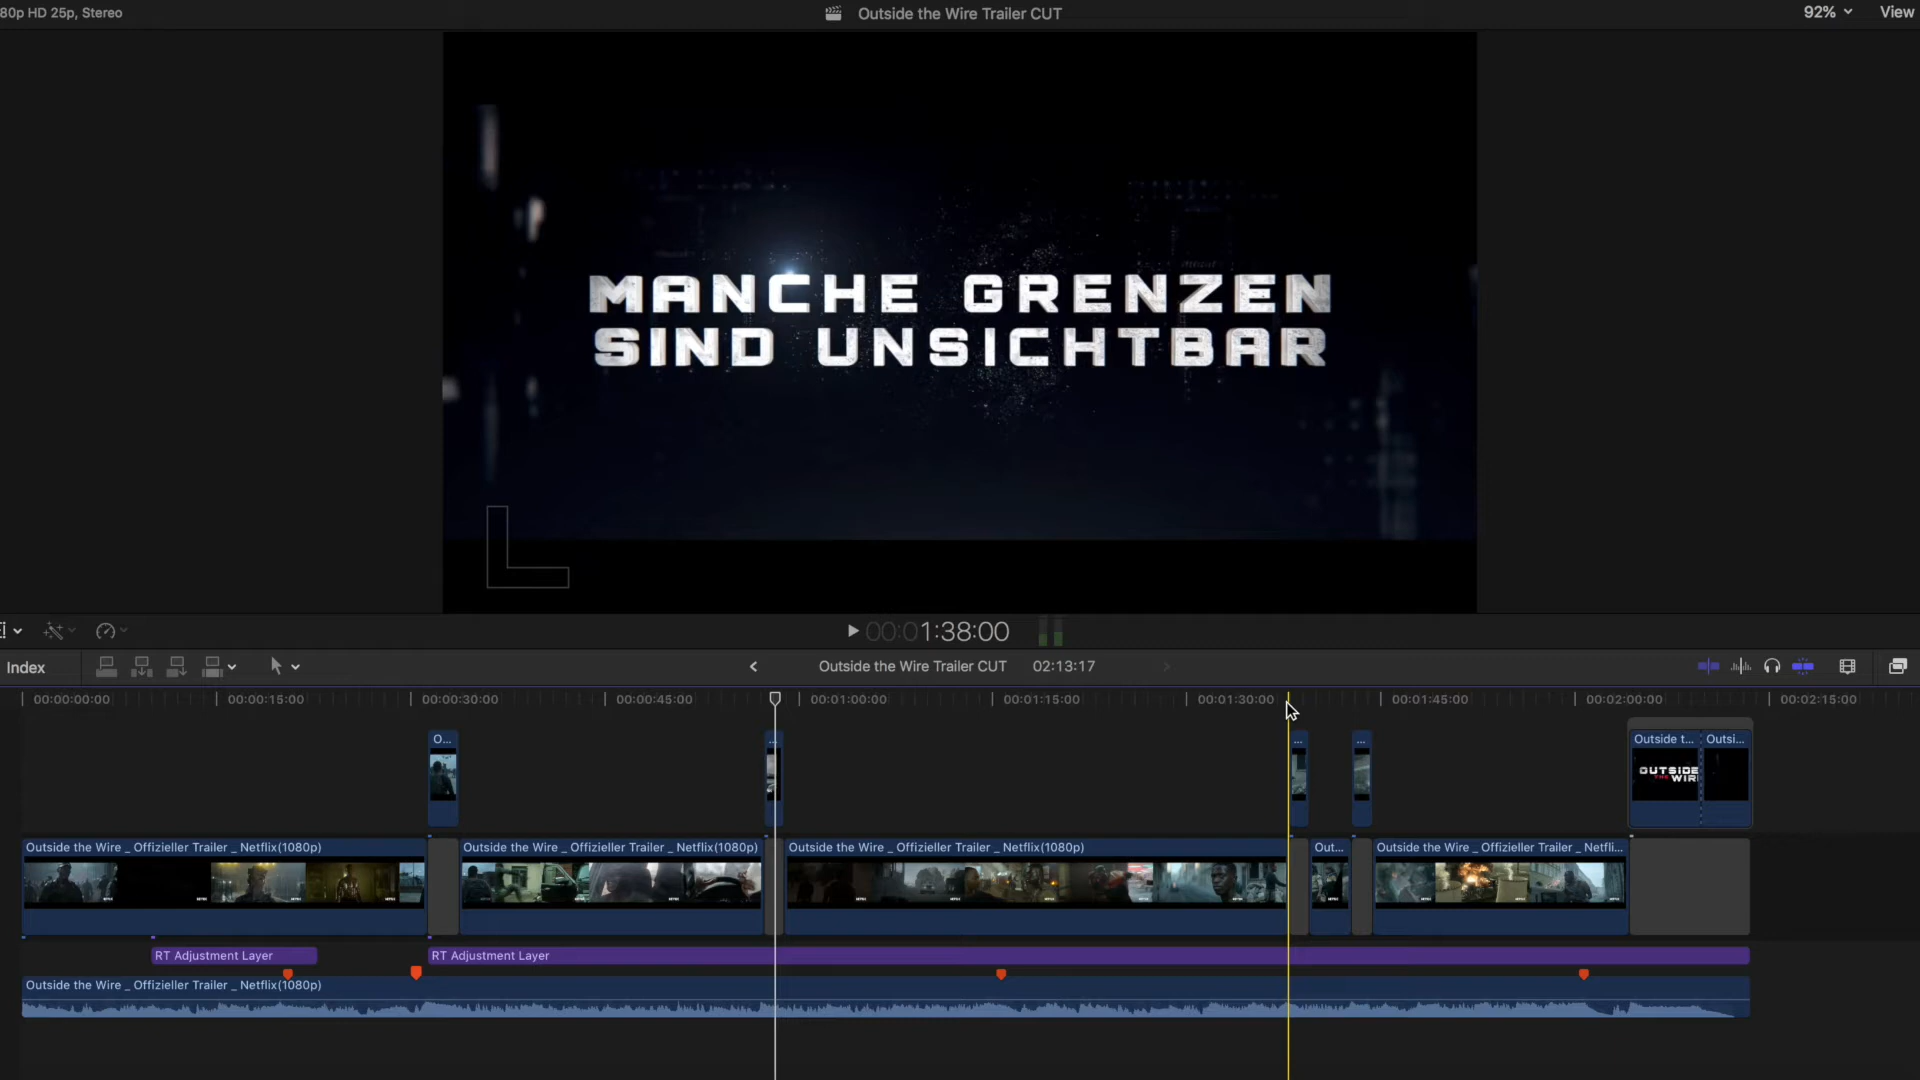 80p HD 25p, Stereo
Outside the Wire Trailer CUT
92%
View
MANCHE GRENZEN
SIND UNSICHTBAR
00:01:38:00
Index
Outside the Wire Trailer CUT
02:13:17
00:00:00:00
00:00:15:00
00:00:30:00
00:00:45:00
00:01:00:00
00:01:15:00
00:01:30:00
00:01:45:00
00:02:00:00
00:02:15:00
O...
...
...
...
Outside t...
Outsi...
OUTSIDE
THE WIR
Outside the Wire _ Offizieller Trailer _ Netflix(1080p)
Outside the Wire _ Offizieller Trailer _ Netflix(1080p)
Outside the Wire _ Offizieller Trailer _ Netflix(1080p)
Out...
Outside the Wire _ Offizieller Trailer _ Netfli...
RT Adjustment Layer
RT Adjustment Layer
Outside the Wire _ Offizieller Trailer _ Netflix(1080p)